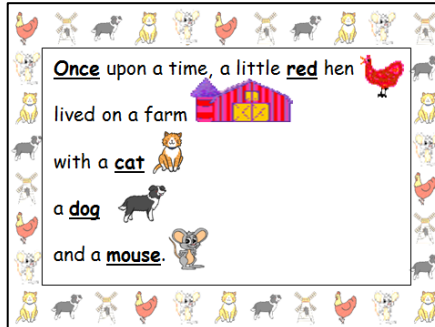 Once upon a time, a little red hen
lived on a farm
with a cat
a dog
and a mouse.